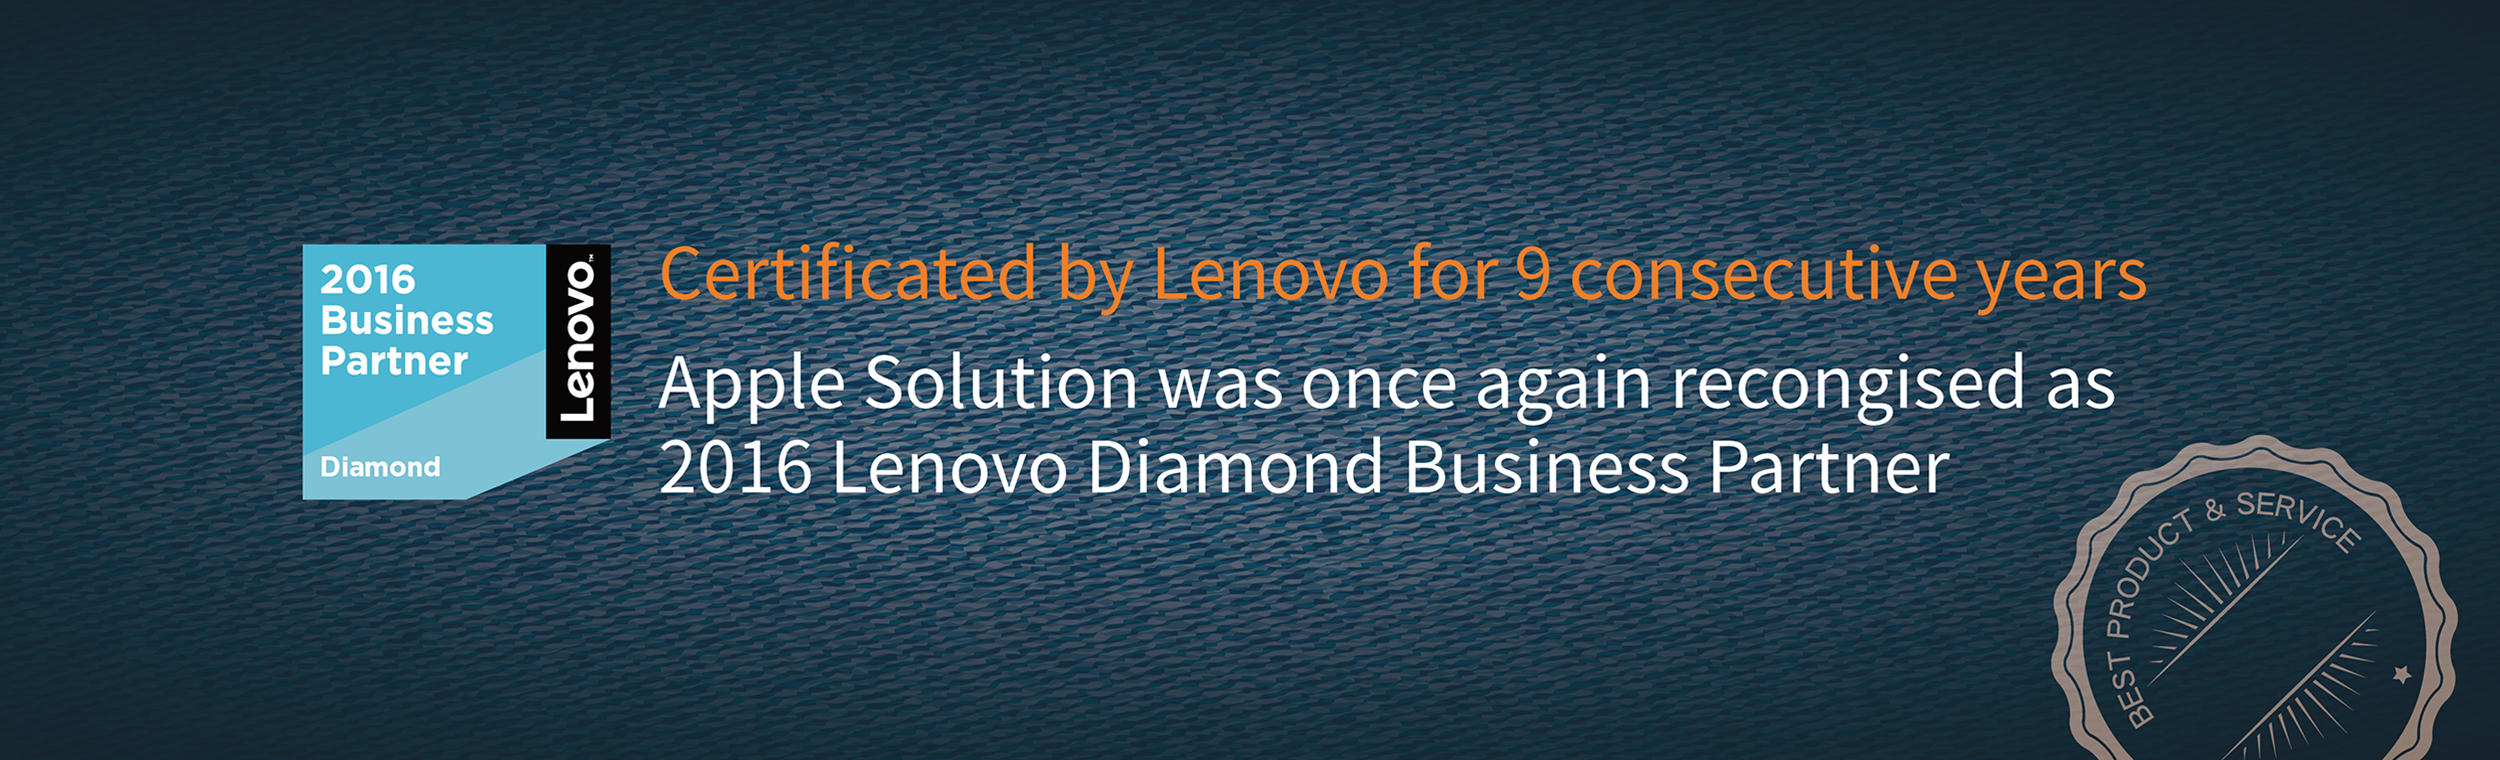 2016
Business
Partner
Diamond
Lenovo™
Certificated by Lenovo for 9 consecutive years
Apple Solution was once again recongised as
2016 Lenovo Diamond Business Partner
BEST PRODUCT & SERVICE